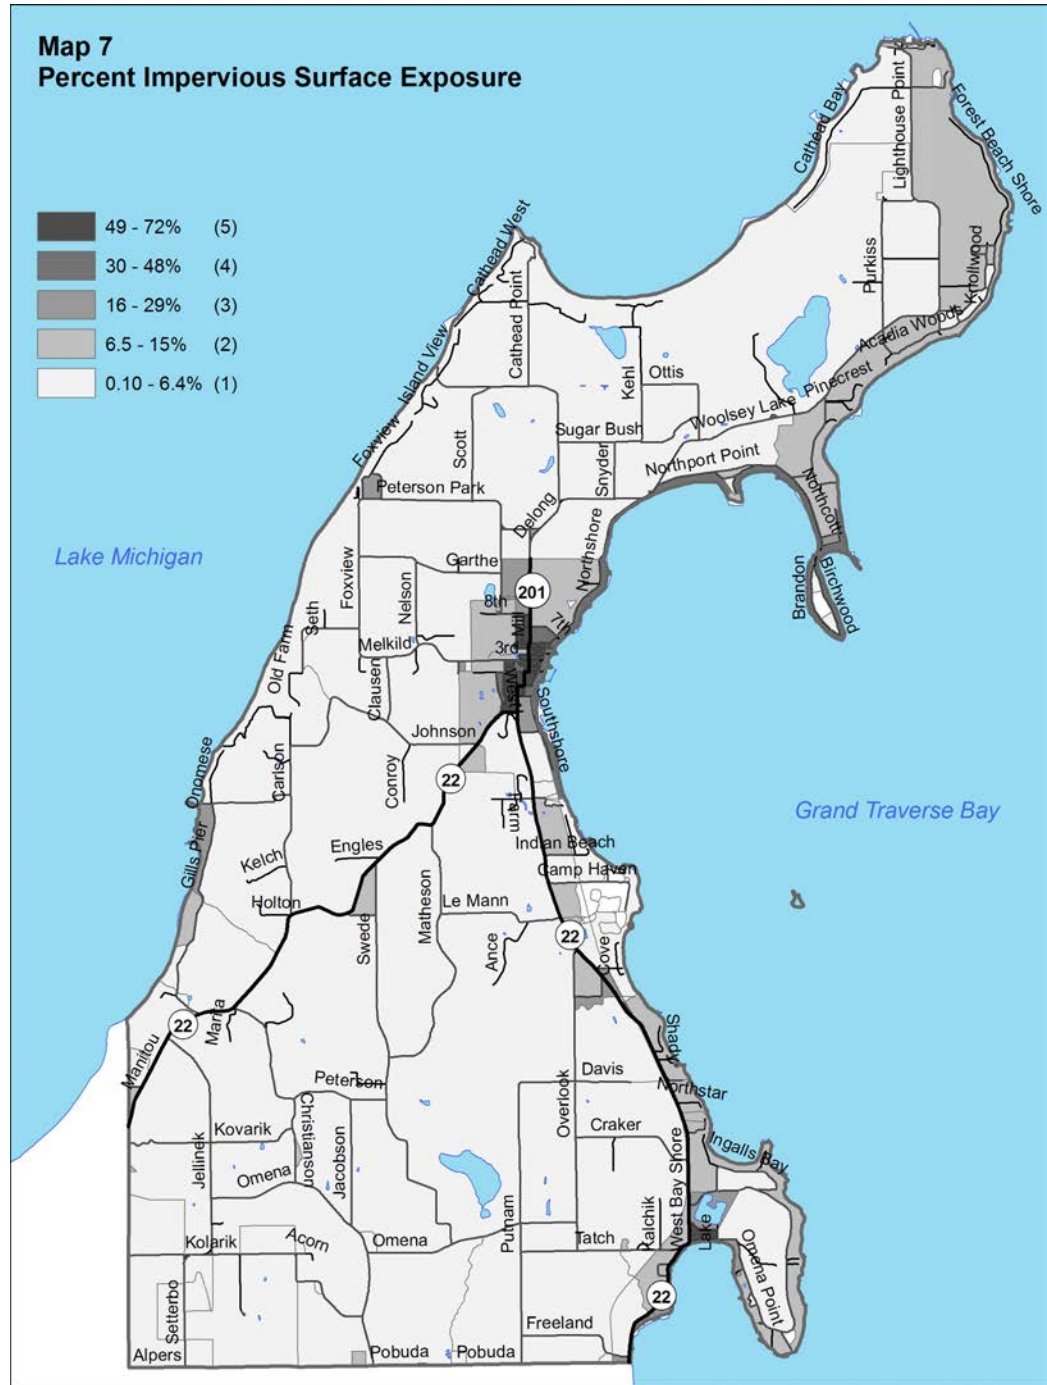 Map 7
Percent Impervious Surface Exposure
49 - 72% (5)
30 - 48% (4)
16 - 29% (3)
6.5 - 15% (2)
0.10 - 6.4% (1)
Cathead Bay
Lighthouse Point
Forest Beach Shore
Cathead West
Cathead Point
Purkiss
Knollwood
Acadia Woods
Island View
Foxview
Kehl
Ottis
Pinecrest
Woolsey Lake
Sugar Bush
Scott
Snyder
Northport Point
Peterson Park
Delong
Northcott
Northshore
Lake Michigan
Garthe
Foxview
Nelson
201
Brandon
Birchwood
8th
Mill
7th
Seth
Melkild
3rd
Old Farm
Clausen
West
Southshore
Johnson
Onomese
Carlson
Conroy
22
Farm
Grand Traverse Bay
Gills Pier
Engles
Indian Beach
Kelch
Camp Haven
Holton
Matheson
Le Mann
Swede
Ance
22
Cove
Marita
22
Shady
Manitou
Peterson
Davis
Northstar
Overlook
Christianson
Kovarik
Craker
Ingalls Bay
Jellinek
Jacobson
Omena
West Bay Shore
Putnam
Kalchik
Lake
Kolarik
Acorn
Omena
Tatch
Omena Point
Setterbo
22
Freeland
Alpers
Pobuda
Pobuda